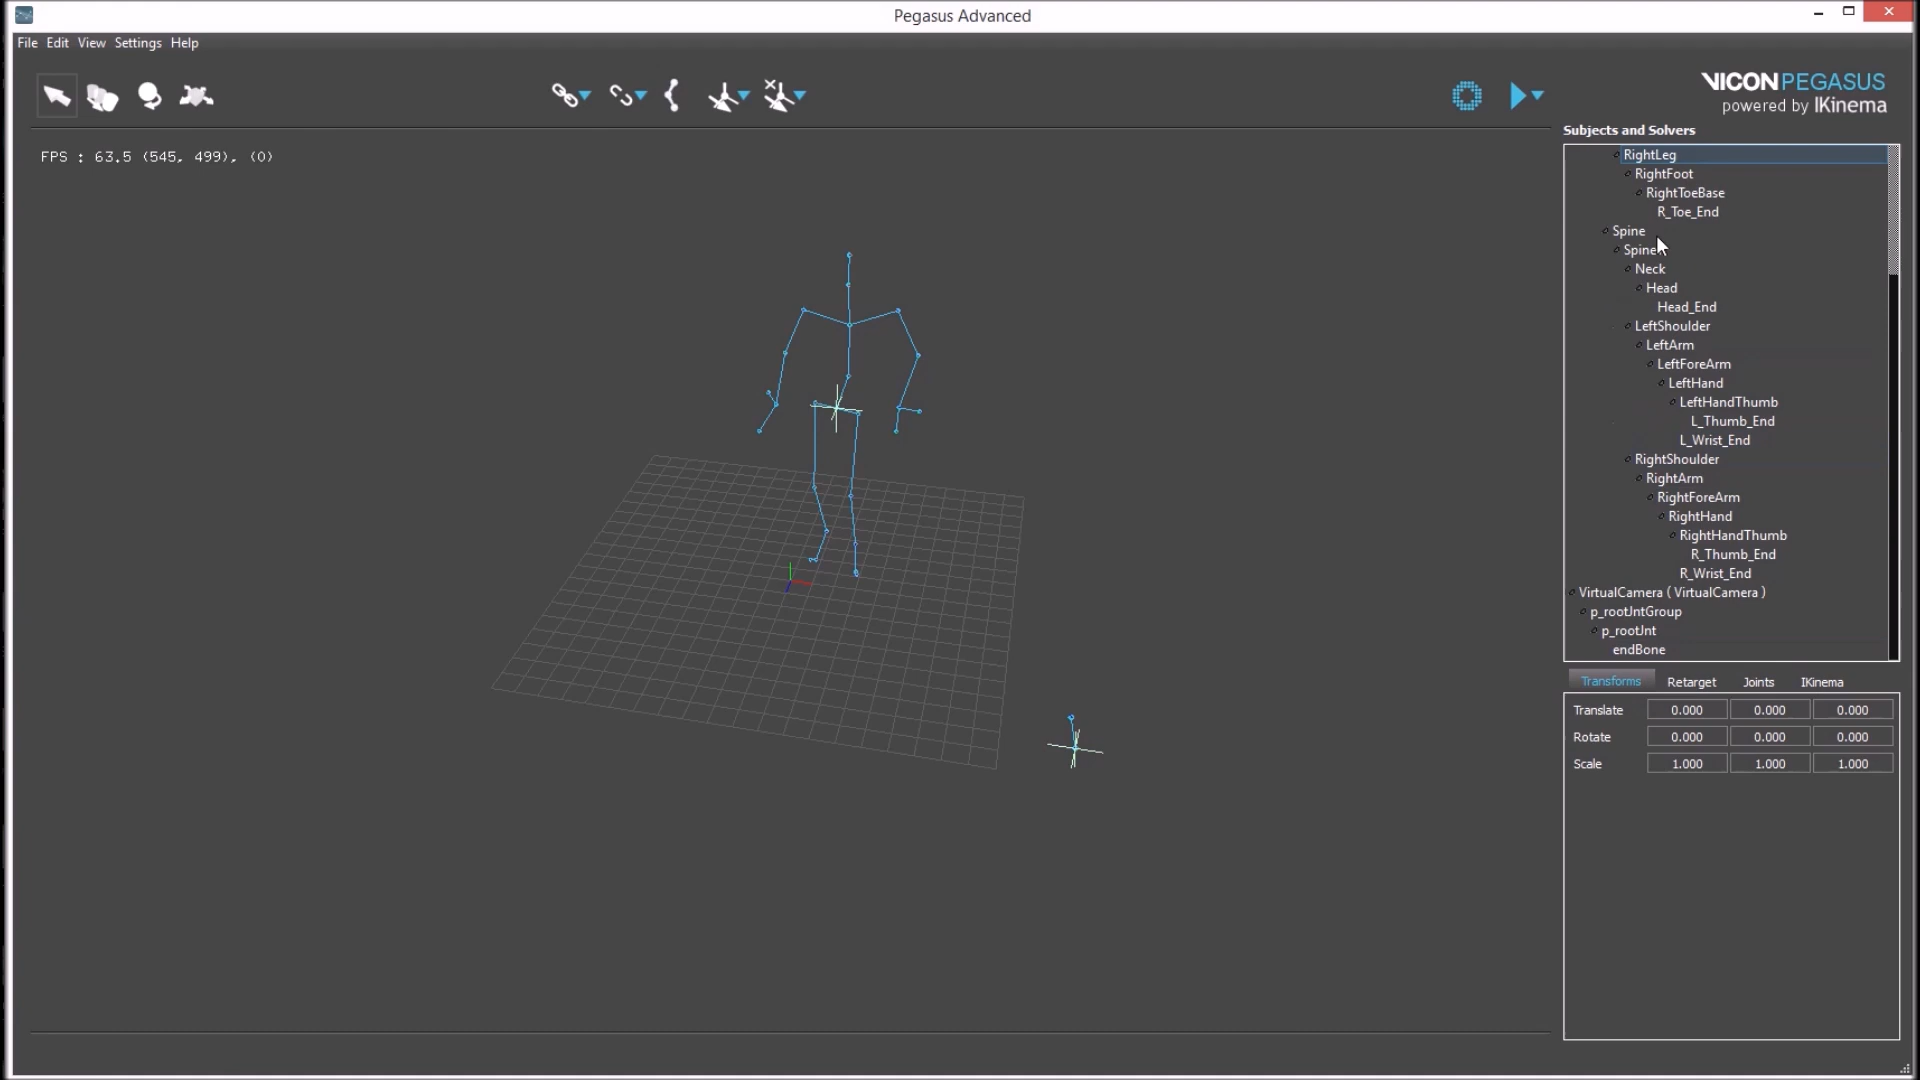 Pegasus Advanced
File Edit View Settings Help
VICON PEGASUS
powered by IKinema
FPS : 63.5 (545, 499), (0)
Subjects and Solvers
RightLeg
RightFoot
RightToeBase
R_Toe_End
Spine
Spine
Neck
Head
Head_End
LeftShoulder
LeftArm
LeftForeArm
LeftHand
LeftHandThumb
L_Thumb_End
L_Wrist_End
RightShoulder
RightArm
RightForeArm
RightHand
RightHandThumb
R_Thumb_End
R_Wrist_End
VirtualCamera ( VirtualCamera )
p_rootJntGroup
p_rootJnt
endBone
Transforms Retarget Joints IKinema
Translate 0.000 0.000 0.000
Rotate 0.000 0.000 0.000
Scale 1.000 1.000 1.000